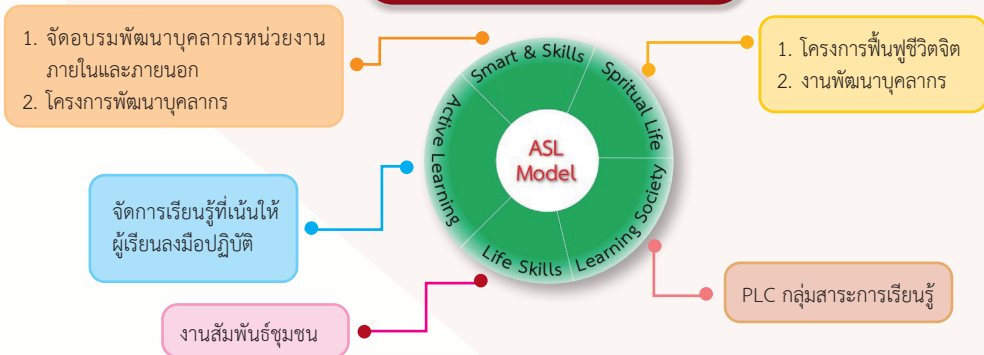 1. จัดอบรมพัฒนาบุคลากรหน่วยงาน
ภายในและภายนอก
2. โครงการพัฒนาบุคลากร
1. โครงการฟื้นฟูชีวิตจิต
2. งานพัฒนาบุคลากร
Smart & Skills
Spritual Life
Active Learning
ASL
Model
Learning Society
Life Skills
จัดการเรียนรู้ที่เน้นให้
ผู้เรียนลงมือปฏิบัติ
PLC กลุ่มสาระการเรียนรู้
งานสัมพันธ์ชุมชน